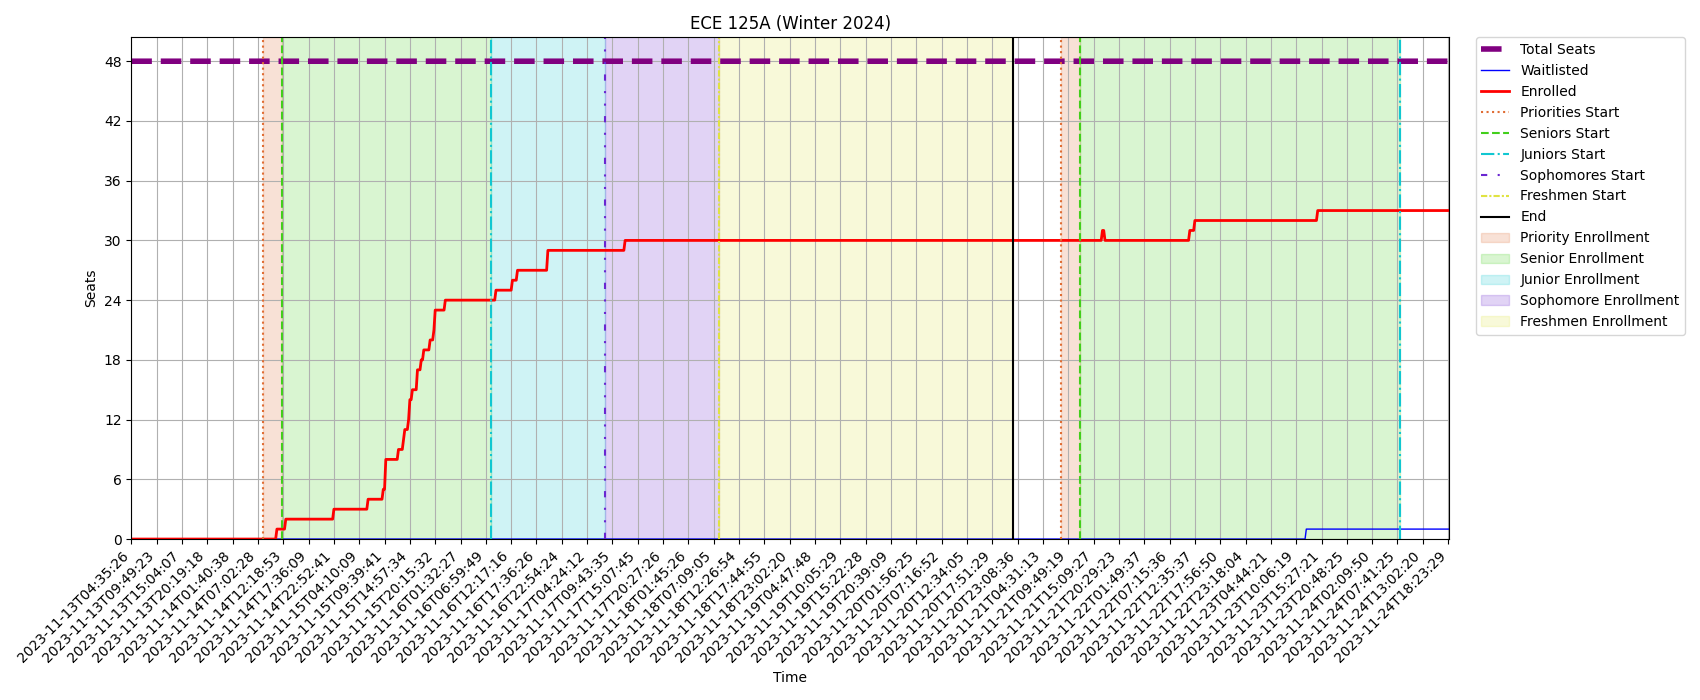 ECE 125A (Winter 2024)
Seats
48
42
36
30
24
18
12
6
0
2023-11-13T04:35:26
2023-11-13T09:49:23
2023-11-13T15:04:07
2023-11-13T20:19:18
2023-11-14T01:40:38
2023-11-14T07:02:28
2023-11-14T12:18:53
2023-11-14T17:36:09
2023-11-14T22:52:41
2023-11-15T04:10:09
2023-11-15T09:39:41
2023-11-15T14:57:34
2023-11-15T20:15:32
2023-11-16T01:32:27
2023-11-16T06:59:49
2023-11-16T12:17:16
2023-11-16T17:36:26
2023-11-16T22:54:24
2023-11-17T04:24:12
2023-11-17T09:43:35
2023-11-17T15:07:45
2023-11-17T20:27:26
2023-11-18T01:45:26
2023-11-18T07:09:05
2023-11-18T12:26:54
2023-11-18T17:44:55
2023-11-18T23:02:20
2023-11-19T04:47:48
2023-11-19T10:05:29
2023-11-19T15:22:28
2023-11-19T20:39:09
2023-11-20T01:56:25
2023-11-20T07:16:52
2023-11-20T12:34:05
2023-11-20T17:51:29
2023-11-20T23:08:36
2023-11-21T04:31:13
2023-11-21T09:49:19
2023-11-21T15:09:27
2023-11-21T20:29:23
2023-11-22T01:49:37
2023-11-22T07:15:36
2023-11-22T12:35:37
2023-11-22T17:56:50
2023-11-22T23:18:04
2023-11-23T04:44:21
2023-11-23T10:06:19
2023-11-23T15:27:21
2023-11-23T20:48:25
2023-11-24T02:09:50
2023-11-24T07:41:25
2023-11-24T13:02:20
2023-11-24T18:23:29
Time
Total Seats
Waitlisted
Enrolled
Priorities Start
Seniors Start
Juniors Start
Sophomores Start
Freshmen Start
End
Priority Enrollment
Senior Enrollment
Junior Enrollment
Sophomore Enrollment
Freshmen Enrollment